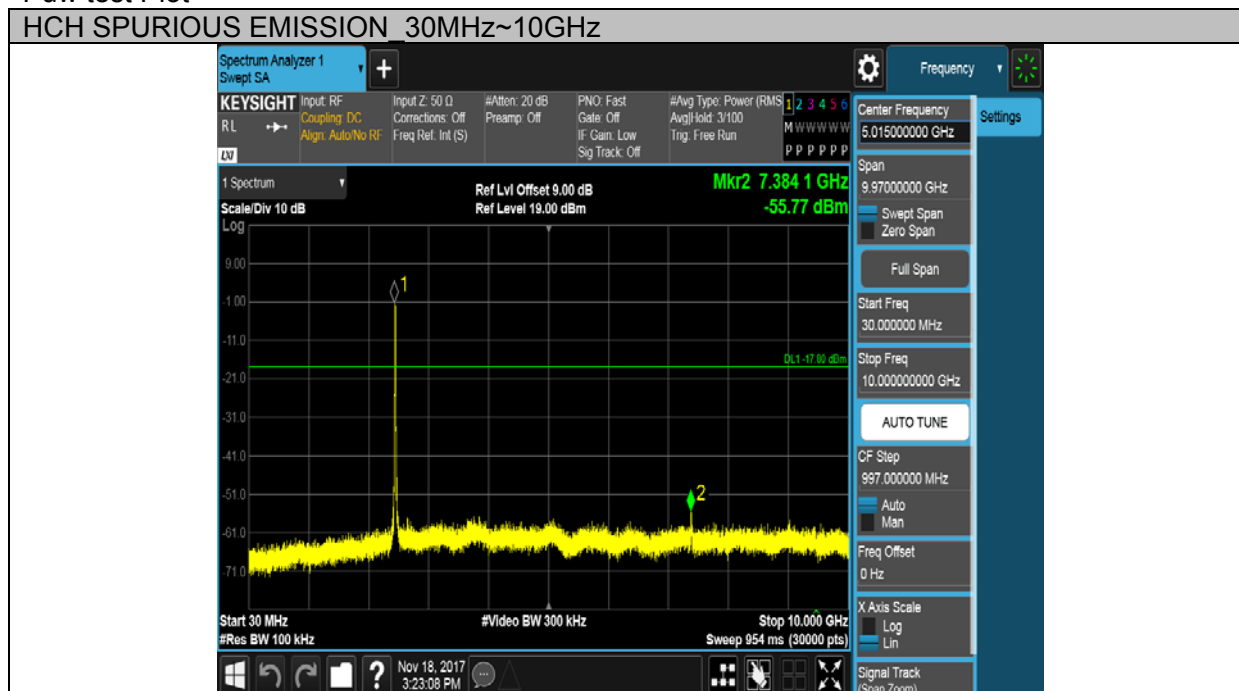 HCH SPURIOUS EMISSION_30MHz~10GHz
Spectrum Analyzer 1
Swept SA
+
Frequency
KEYSIGHT
RL
LXI
Input: RF
Coupling: DC
Align: Auto/No RF
Input Z: 50 Ω
Corrections: Off
Freq Ref: Int (S)
#Atten: 20 dB
Preamp: Off
PNO: Fast
Gate: Off
IF Gain: Low
Sig Track: Off
#Avg Type: Power (RMS
Avg|Hold: 3/100
Trig: Free Run
1 2 3 4 5 6
M W W W W W
P P P P P P
Center Frequency
5.015000000 GHz
Settings
Span
9.97000000 GHz
Swept Span
Zero Span
Full Span
Start Freq
30.000000 MHz
Stop Freq
10.000000000 GHz
AUTO TUNE
CF Step
997.000000 MHz
Auto
Man
Freq Offset
0 Hz
X Axis Scale
Log
Lin
Signal Track
(Span Zoom)
1 Spectrum
Scale/Div 10 dB
Log
Ref Lvl Offset 9.00 dB
Ref Level 19.00 dBm
Mkr2 7.384 1 GHz
-55.77 dBm
9.00
-1.00
-11.0
-21.0
-31.0
-41.0
-51.0
-61.0
-71.0
1
DL1 -17.80 dBm
2
Start 30 MHz
#Res BW 100 kHz
#Video BW 300 kHz
Stop 10.000 GHz
Sweep 954 ms (30000 pts)
?
Nov 18, 2017
3:23:08 PM